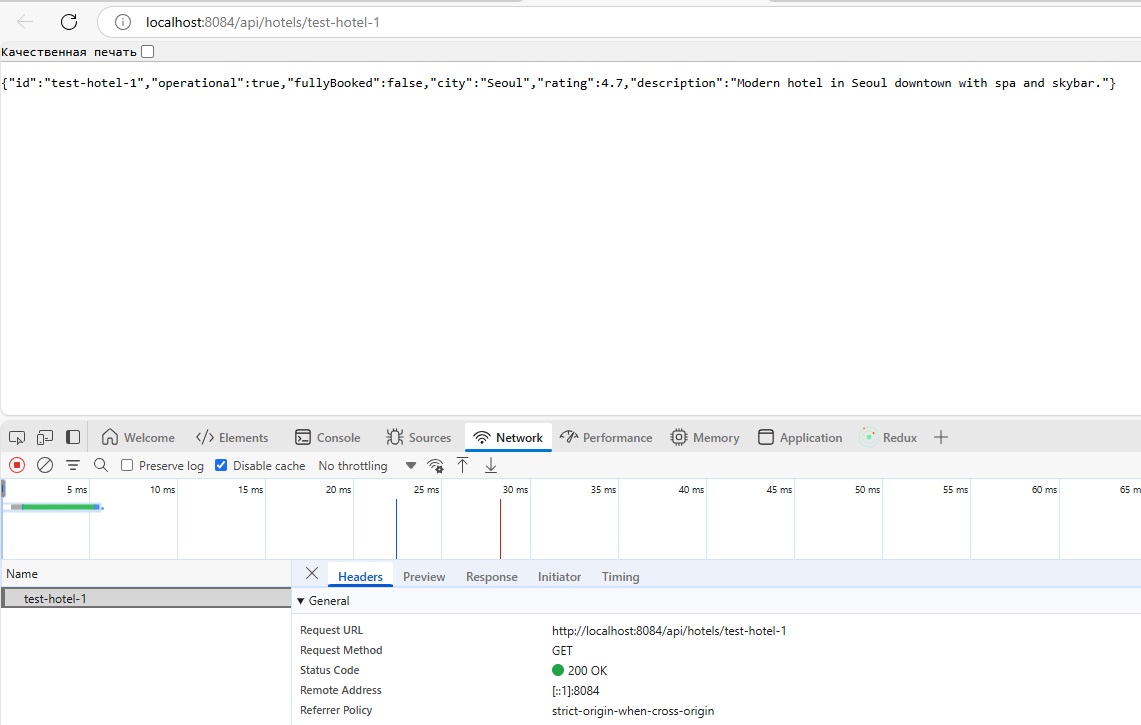 localhost:8084/api/hotels/test-hotel-1
Качественная печать
{"id":"test-hotel-1","operational":true,"fullyBooked":false,"city":"Seoul","rating":4.7,"description":"Modern hotel in Seoul downtown with spa and skybar."}
Welcome Elements Console Sources Network Performance Memory Application Redux
Preserve log Disable cache No throttling
5 ms 10 ms 15 ms 20 ms 25 ms 30 ms 35 ms 40 ms 45 ms 50 ms 55 ms 60 ms 65 m
Name Headers Preview Response Initiator Timing
test-hotel-1
General
Request URL http://localhost:8084/api/hotels/test-hotel-1
Request Method GET
Status Code 200 OK
Remote Address [::1]:8084
Referrer Policy strict-origin-when-cross-origin